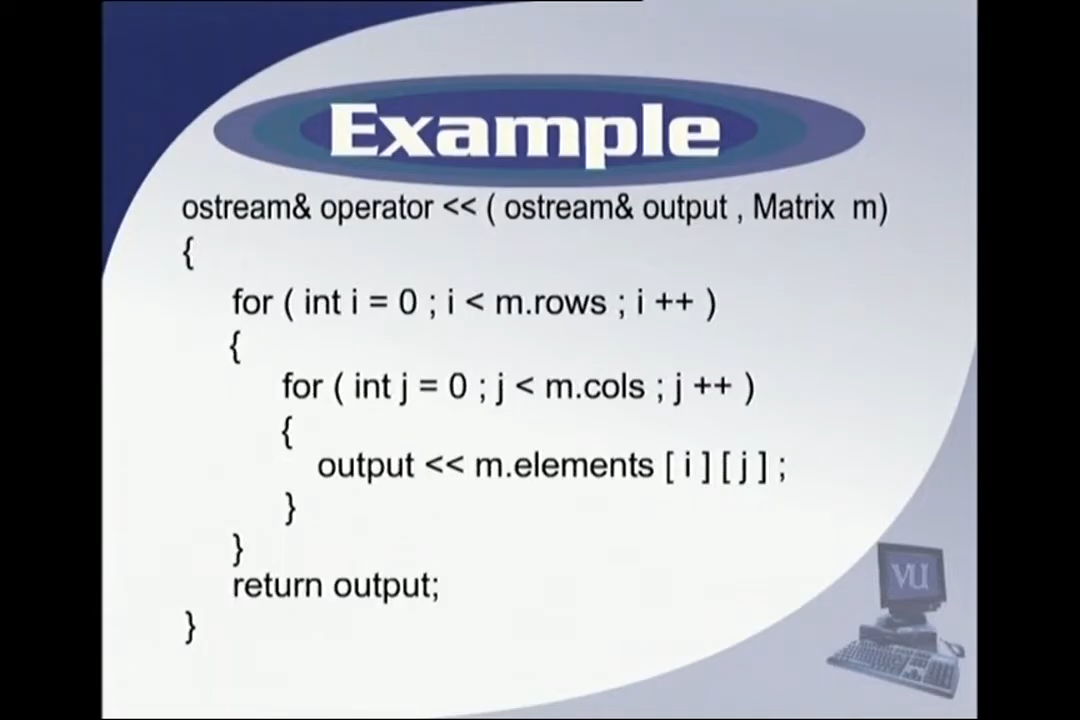 Example
ostream& operator << ( ostream& output , Matrix  m)
{
for ( int i = 0 ; i < m.rows ; i ++ )
{
for ( int j = 0 ; j < m.cols ; j ++ )
{
output << m.elements [ i ] [ j ] ;
}
}
return output;
}
VU